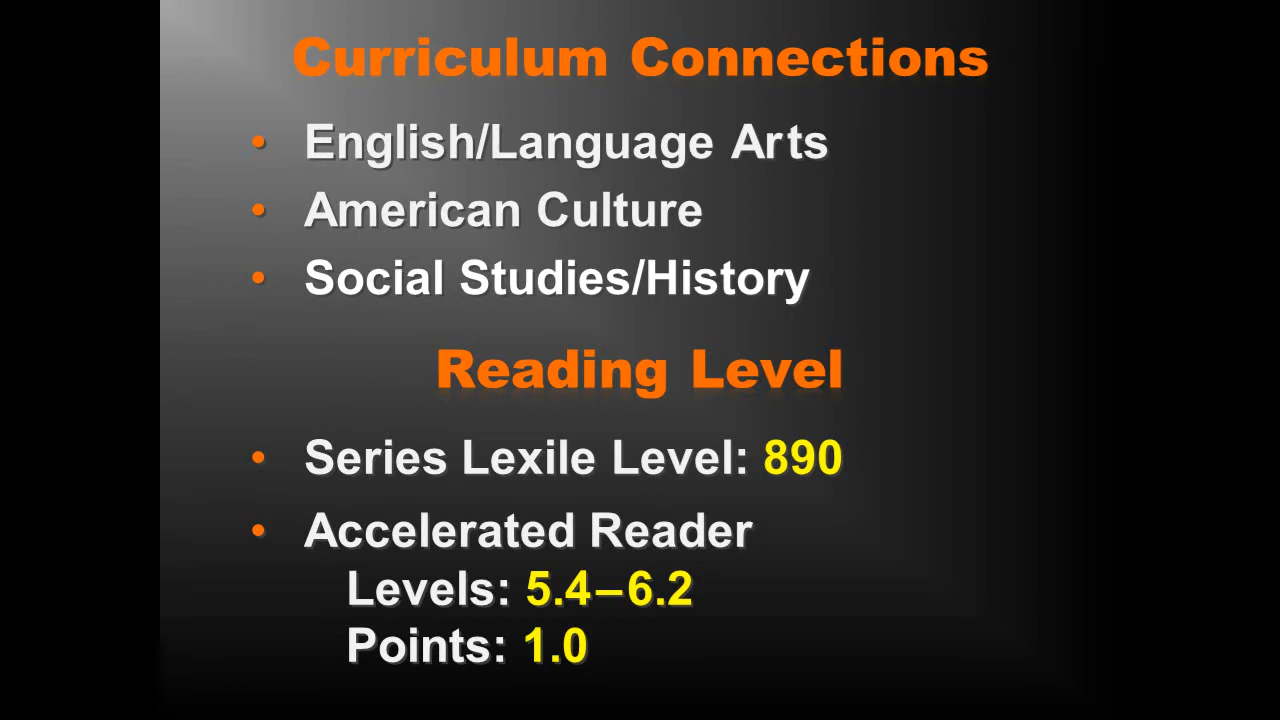 Curriculum Connections
• English/Language Arts
• American Culture
• Social Studies/History
Reading Level
• Series Lexile Level: 890
• Accelerated Reader
Levels: 5.4–6.2
Points: 1.0